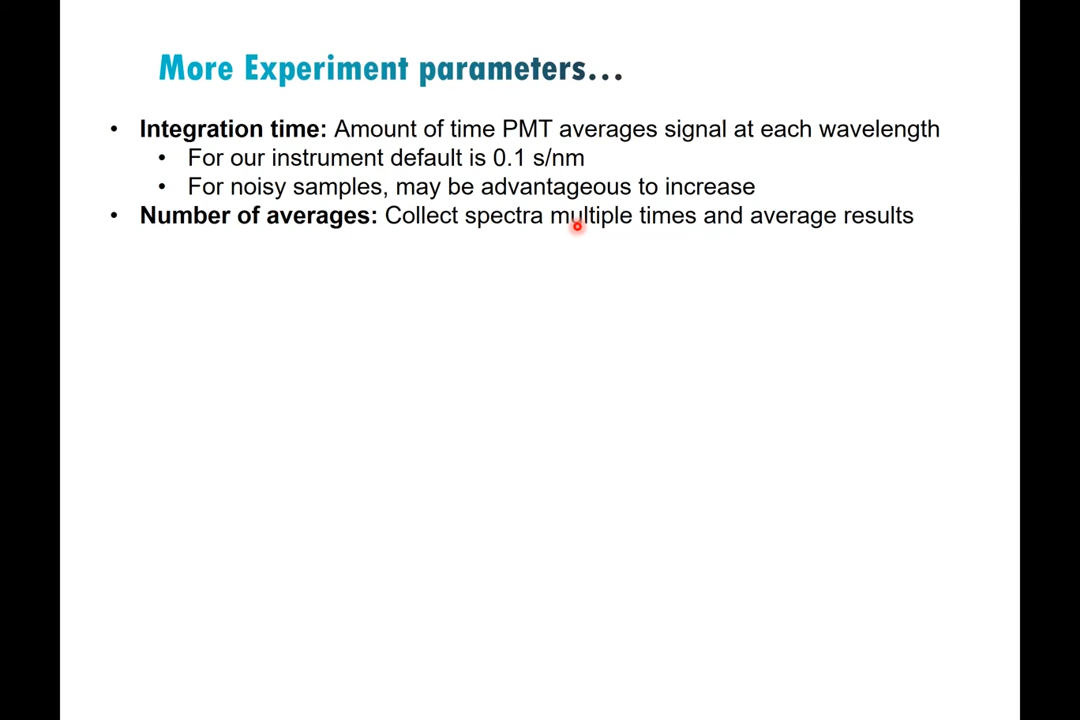 More Experiment parameters...
• Integration time: Amount of time PMT averages signal at each wavelength
• For our instrument default is 0.1 s/nm
• For noisy samples, may be advantageous to increase
• Number of averages: Collect spectra multiple times and average results